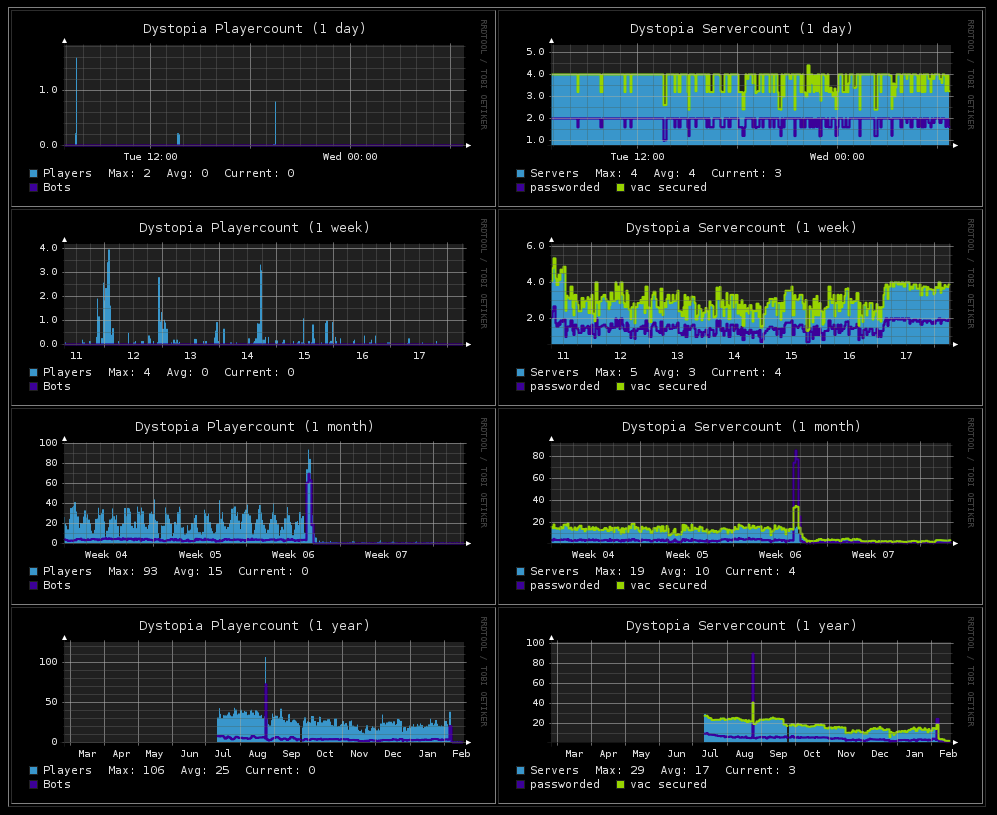 Dystopia Playercount (1 day)
RRDTOOL / TOBI OETIKER
1.0
0.0
Tue 12:00 Wed 00:00
Players Max: 2 Avg: 0 Current: 0
Bots
Dystopia Servercount (1 day)
RRDTOOL / TOBI OETIKER
5.0
4.0
3.0
2.0
1.0
Tue 12:00 Wed 00:00
Servers Max: 4 Avg: 4 Current: 3
passworded vac secured
Dystopia Playercount (1 week)
RRDTOOL / TOBI OETIKER
4.0
3.0
2.0
1.0
0.0
11 12 13 14 15 16 17
Players Max: 4 Avg: 0 Current: 0
Bots
Dystopia Servercount (1 week)
RRDTOOL / TOBI OETIKER
6.0
4.0
2.0
11 12 13 14 15 16 17
Servers Max: 5 Avg: 3 Current: 4
passworded vac secured
Dystopia Playercount (1 month)
RRDTOOL / TOBI OETIKER
100
80
60
40
20
0
Week 04 Week 05 Week 06 Week 07
Players Max: 93 Avg: 15 Current: 0
Bots
Dystopia Servercount (1 month)
RRDTOOL / TOBI OETIKER
80
60
40
20
Week 04 Week 05 Week 06 Week 07
Servers Max: 19 Avg: 10 Current: 4
passworded vac secured
Dystopia Playercount (1 year)
RRDTOOL / TOBI OETIKER
100
50
0
Mar Apr May Jun Jul Aug Sep Oct Nov Dec Jan Feb
Players Max: 106 Avg: 25 Current: 0
Bots
Dystopia Servercount (1 year)
RRDTOOL / TOBI OETIKER
100
80
60
40
20
Mar Apr May Jun Jul Aug Sep Oct Nov Dec Jan Feb
Servers Max: 29 Avg: 17 Current: 3
passworded vac secured